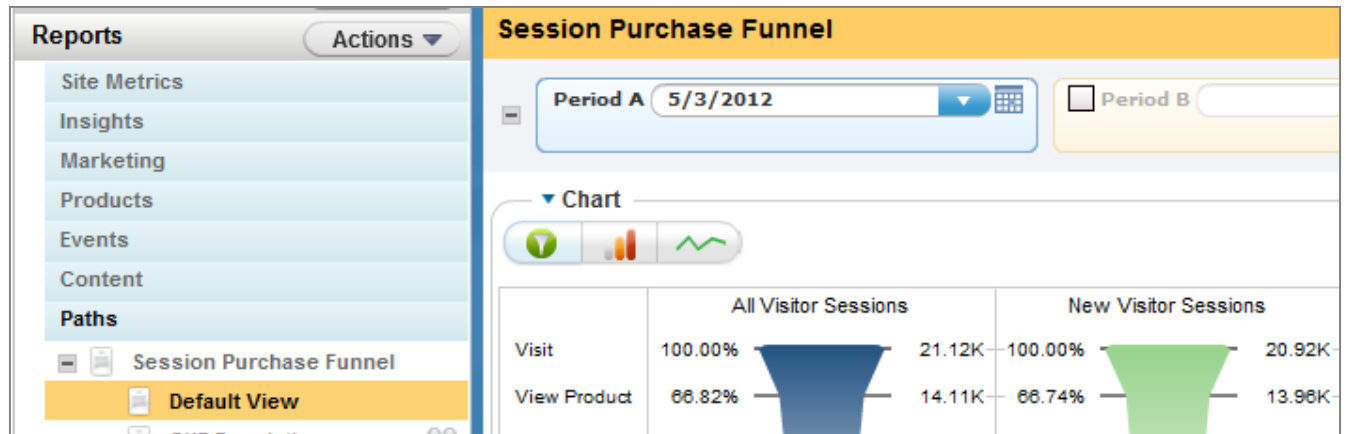 Reports
Actions
Site Metrics
Insights
Marketing
Products
Events
Content
Paths
Session Purchase Funnel
Default View
Session Purchase Funnel
Period A 5/3/2012
Period B
Chart
All Visitor Sessions New Visitor Sessions
Visit 100.00% 21.12K 100.00% 20.92K
View Product 66.82% 14.11K 66.74% 13.96K